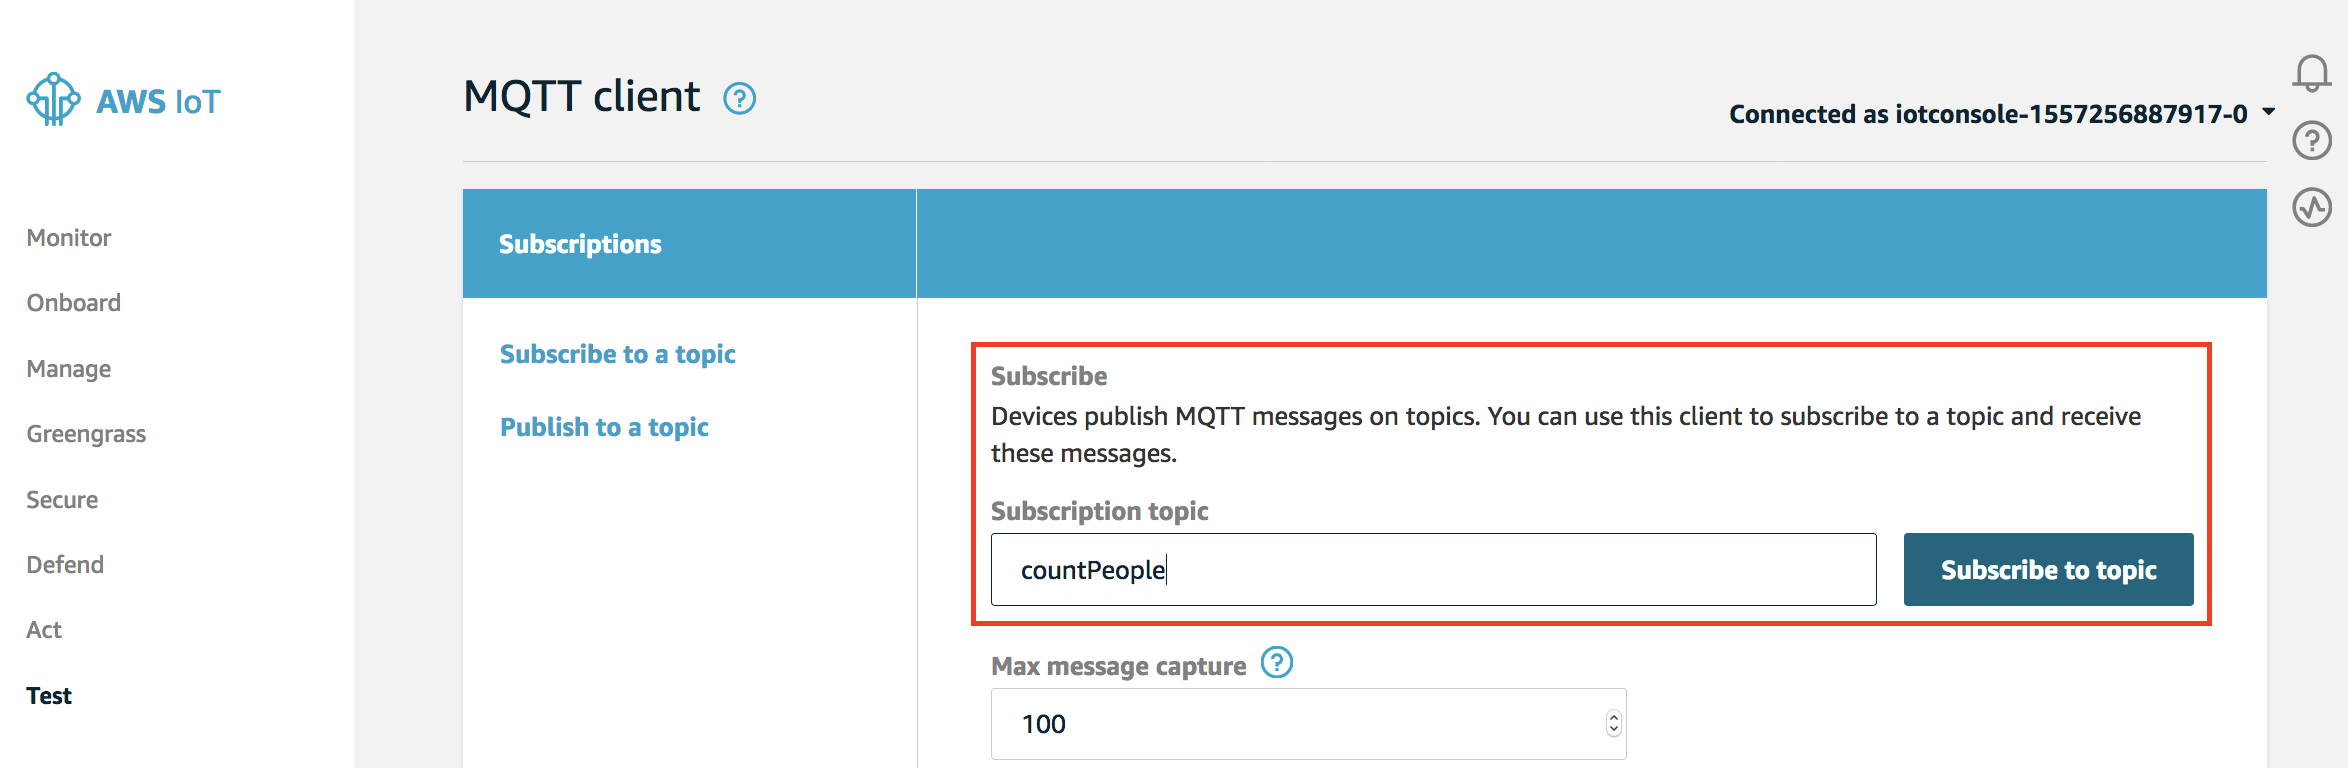 AWS IoT
Monitor
Onboard
Manage
Greengrass
Secure
Defend
Act
Test
MQTT client ?
Connected as iotconsole-1557256887917-0
?
Subscriptions
Subscribe to a topic
Publish to a topic
Subscribe
Devices publish MQTT messages on topics. You can use this client to subscribe to a topic and receive
these messages.
Subscription topic
countPeople
Subscribe to topic
Max message capture ?
100